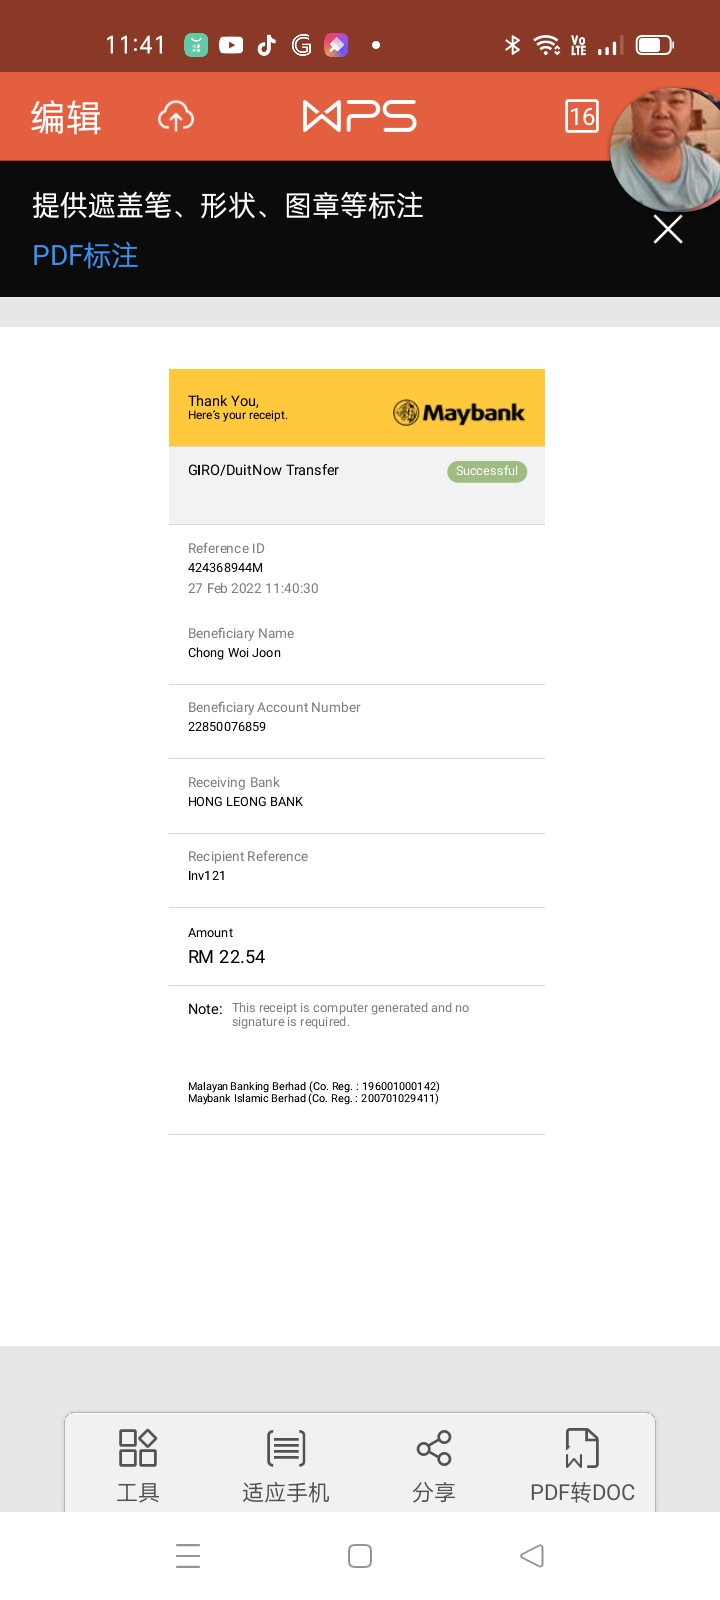 11:41
VoLTE
编辑
WPS
16
提供遮盖笔、形状、图章等标注
PDF标注
Thank You,
Here's your receipt.
Maybank
GIRO/DuitNow Transfer
Successful
Reference ID
424368944M
27 Feb 2022 11:40:30
Beneficiary Name
Chong Woi Joon
Beneficiary Account Number
22850076859
Receiving Bank
HONG LEONG BANK
Recipient Reference
Inv121
Amount
RM 22.54
Note: This receipt is computer generated and no
signature is required.
Malayan Banking Berhad (Co. Reg. : 196001000142)
Maybank Islamic Berhad (Co. Reg. : 200701029411)
工具
适应手机
分享
PDF转DOC